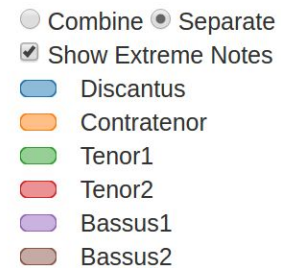 Combine Separate
Show Extreme Notes
Discantus
Contratenor
Tenor1
Tenor2
Bassus1
Bassus2